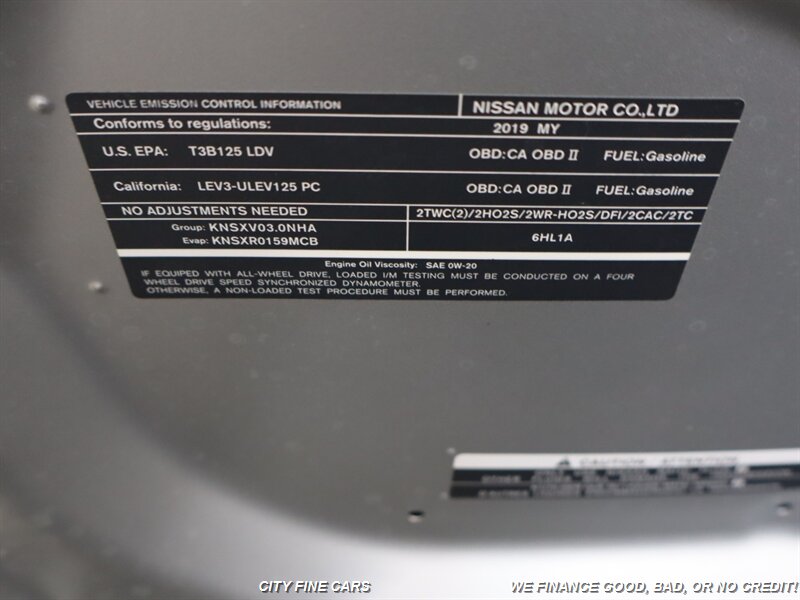 VEHICLE EMISSION CONTROL INFORMATION NISSAN MOTOR CO.,LTD
Conforms to regulations: 2019 MY
U.S. EPA: T3B125 LDV OBD:CA OBD II FUEL:Gasoline
California: LEV3-ULEV125 PC OBD:CA OBD II FUEL:Gasoline
NO ADJUSTMENTS NEEDED 2TWC(2)/2HO2S/2WR-HO2S/DFI/2CAC/2TC
Group: KNSXV03.0NHA
Evap: KNSXR0159MCB
6HL1A
Engine Oil Viscosity: SAE 0W-20
IF EQUIPPED WITH ALL-WHEEL DRIVE, LOADED I/M TESTING MUST BE CONDUCTED ON A FOUR
WHEEL DRIVE SPEED SYNCHRONIZED DYNAMOMETER.
OTHERWISE, A NON-LOADED TEST PROCEDURE MUST BE PERFORMED.
CAUTION - ATTENTION
CITY FINE CARS WE FINANCE GOOD, BAD, OR NO CREDIT!